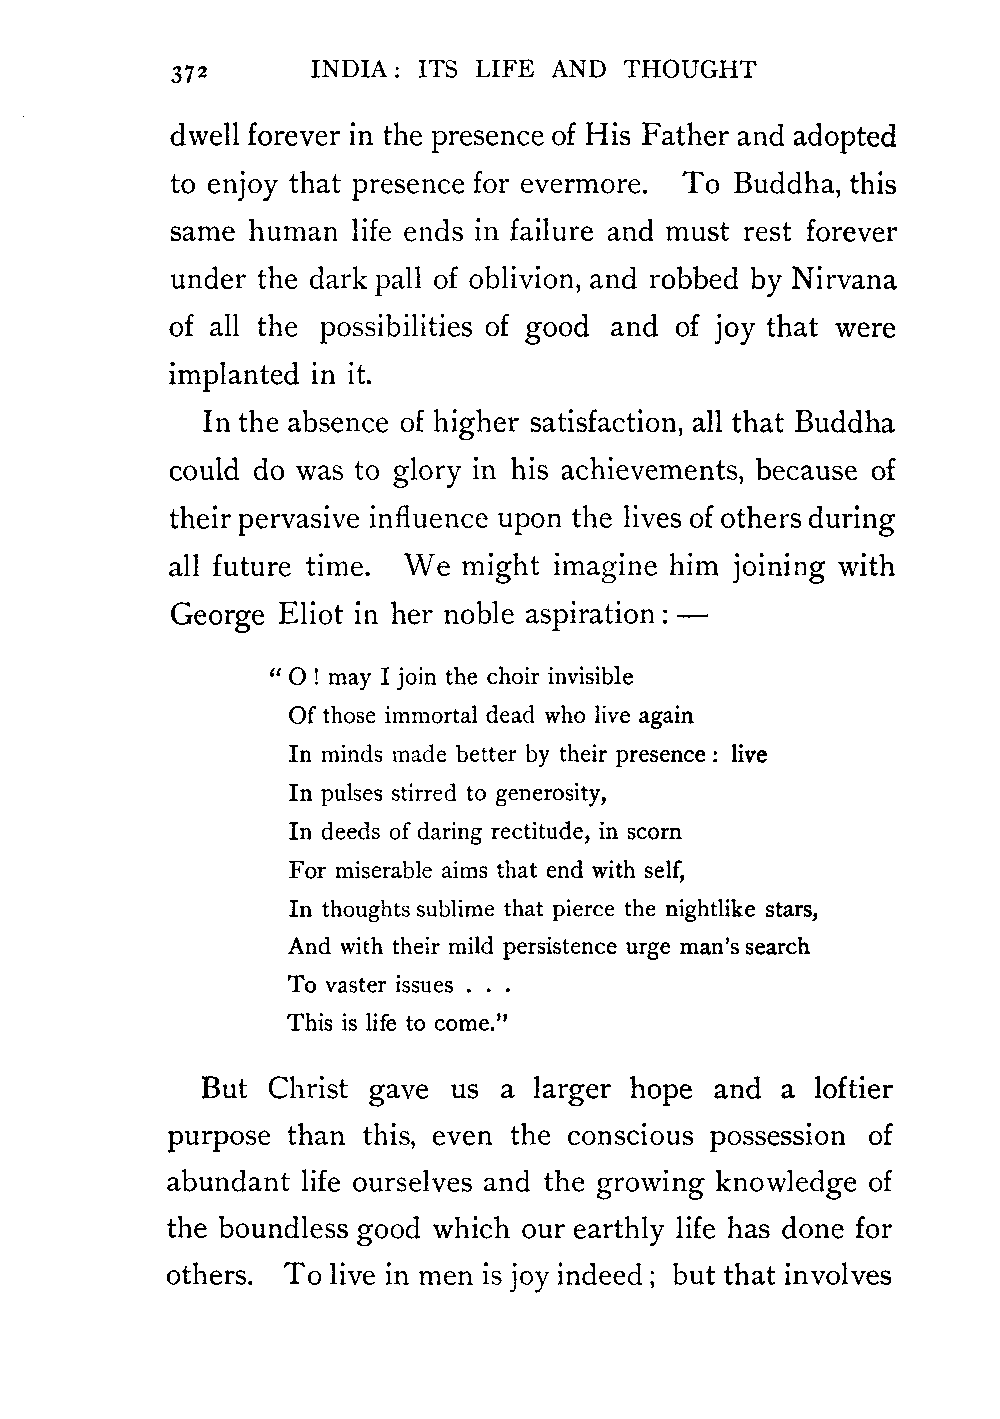 372 INDIA: ITS LIFE AND THOUGHT
dwell forever in the presence of His Father and adopted
to enjoy that presence for evermore. To Buddha, this
same human life ends in failure and must rest forever
under the dark pall of oblivion, and robbed by Nirvana
of all the possibilities of good and of joy that were
implanted in it.
In the absence of higher satisfaction, all that Buddha
could do was to glory in his achievements, because of
their pervasive influence upon the lives of others during
all future time. We might imagine him joining with
George Eliot in her noble aspiration: —
“O! may I join the choir invisible
Of those immortal dead who live again
In minds made better by their presence: live
In pulses stirred to generosity,
In deeds of daring rectitude, in scorn
For miserable aims that end with self,
In thoughts sublime that pierce the nightlike stars,
And with their mild persistence urge man's search
To vaster issues . . .
This is life to come.”
But Christ gave us a larger hope and a loftier
purpose than this, even the conscious possession of
abundant life ourselves and the growing knowledge of
the boundless good which our earthly life has done for
others. To live in men is joy indeed; but that involves